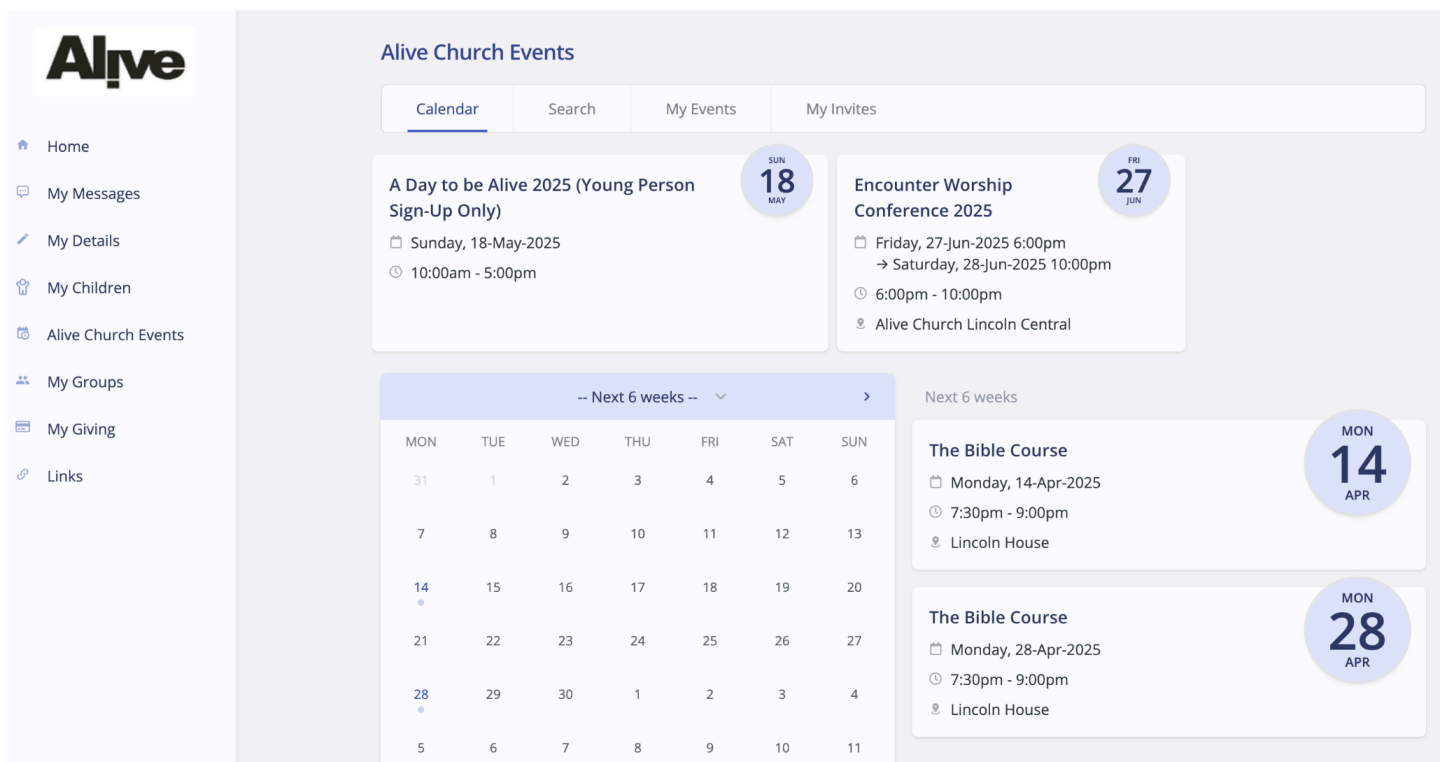 Alive
Home
My Messages
My Details
My Children
Alive Church Events
My Groups
My Giving
Links
Alive Church Events
Calendar Search My Events My Invites
A Day to be Alive 2025 (Young Person
Sign-Up Only)
Sunday, 18-May-2025
10:00am - 5:00pm
SUN
18
MAY
Encounter Worship
Conference 2025
Friday, 27-Jun-2025 6:00pm
→ Saturday, 28-Jun-2025 10:00pm
6:00pm - 10:00pm
Alive Church Lincoln Central
FRI
27
JUN
-- Next 6 weeks --
MON TUE WED THU FRI SAT SUN
31 1 2 3 4 5 6
7 8 9 10 11 12 13
14 15 16 17 18 19 20
21 22 23 24 25 26 27
28 29 30 1 2 3 4
5 6 7 8 9 10 11
Next 6 weeks
The Bible Course
Monday, 14-Apr-2025
7:30pm - 9:00pm
Lincoln House
MON
14
APR
The Bible Course
Monday, 28-Apr-2025
7:30pm - 9:00pm
Lincoln House
MON
28
APR